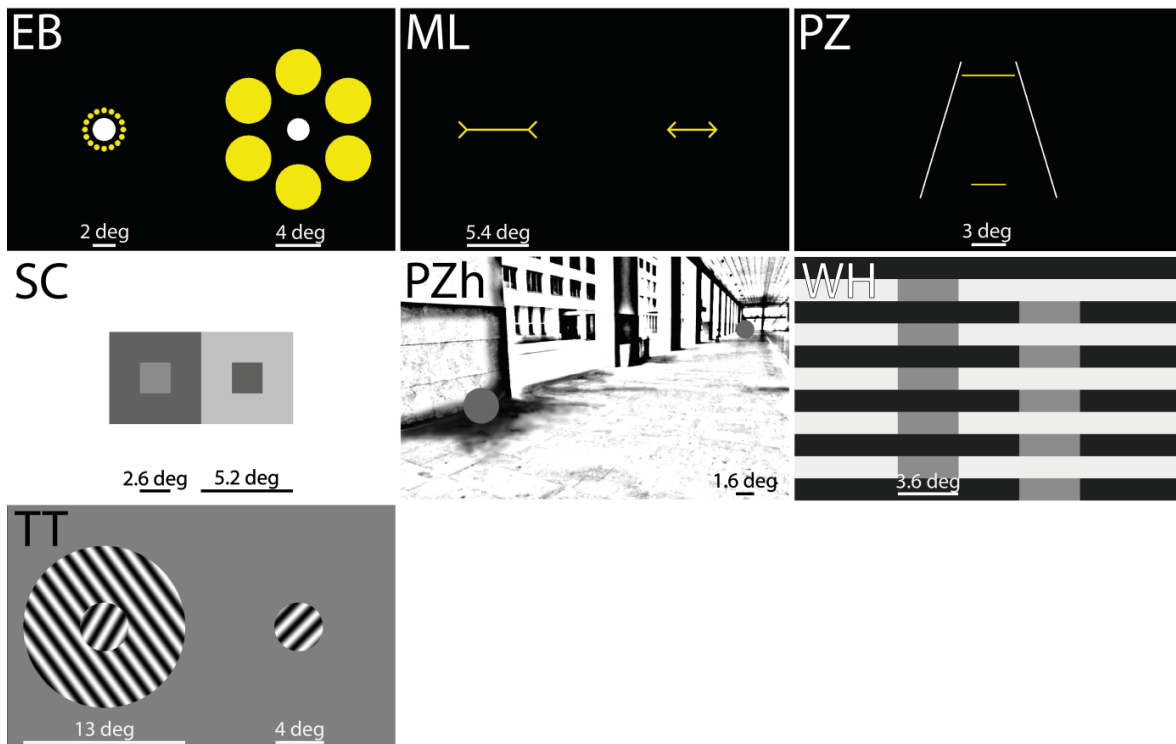 EB
2 deg
4 deg
ML
5.4 deg
PZ
3 deg
SC
2.6 deg
5.2 deg
PZh
1.6 deg
WH
3.6 deg
TT
13 deg
4 deg